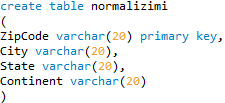 create table normalizimi
(
ZipCode varchar(20) primary key,
City varchar(20),
State varchar(20),
Continent varchar(20)
)